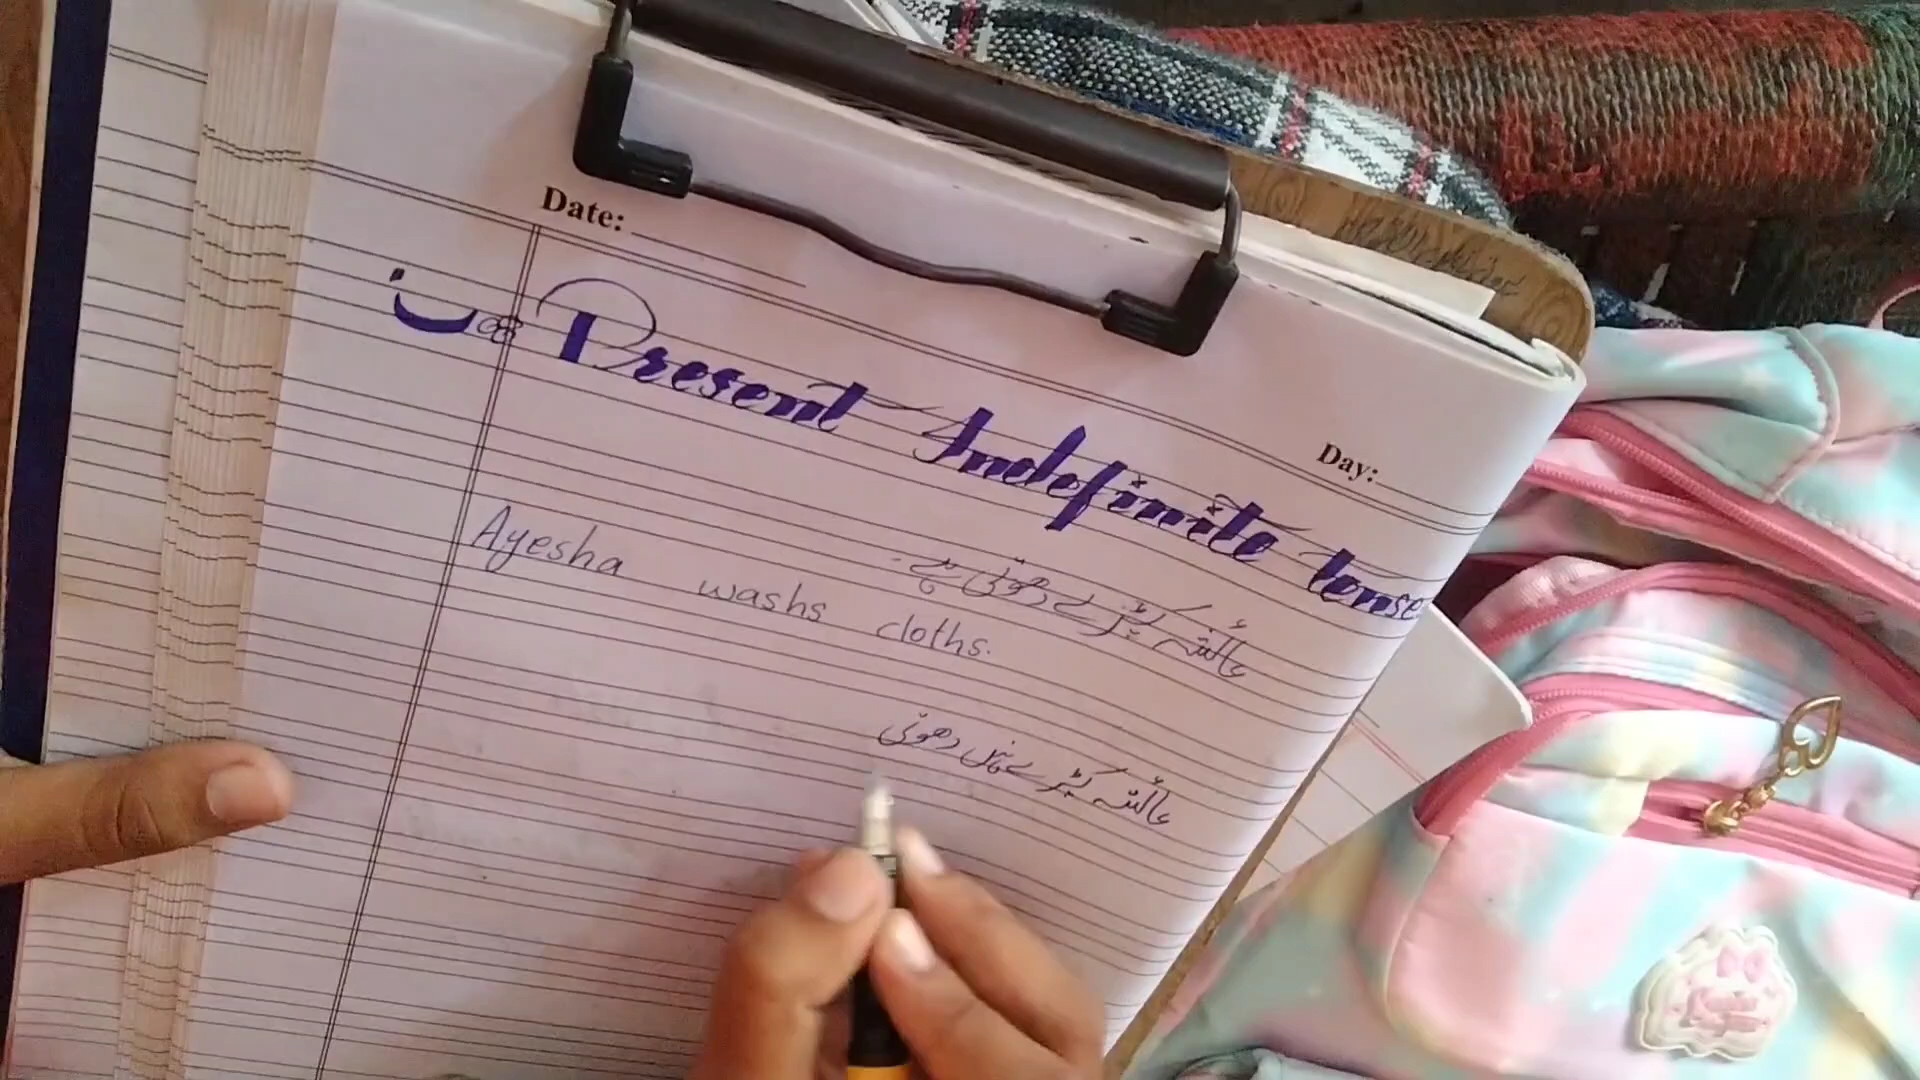 Date:
Day:
Present Indefinite tense
عائشہ کپڑے دھوتی ہے۔
Ayesha washs cloths.
عائشہ کپڑے نہیں دھوتی